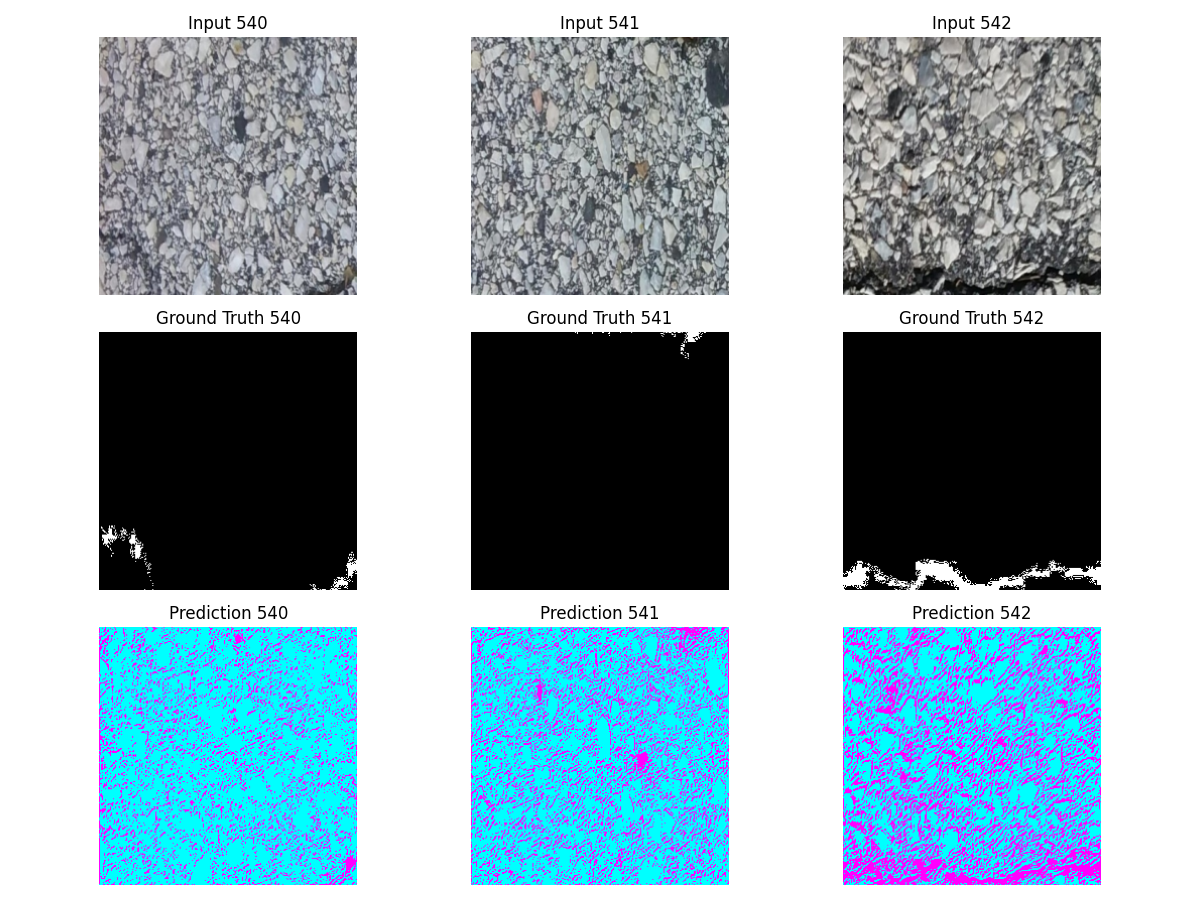 Input 540
Input 541
Input 542
Ground Truth 540
Ground Truth 541
Ground Truth 542
Prediction 540
Prediction 541
Prediction 542